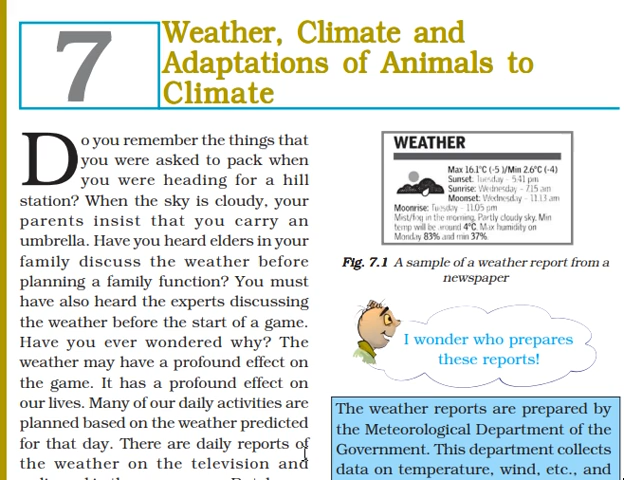 7
Weather, Climate and
Adaptations of Animals to
Climate
Do you remember the things that
you were asked to pack when
you were heading for a hill
station? When the sky is cloudy, your
parents insist that you carry an
umbrella. Have you heard elders in your
family discuss the weather before
planning a family function? You must
have also heard the experts discussing
the weather before the start of a game.
Have you ever wondered why? The
weather may have a profound effect on
the game. It has a profound effect on
our lives. Many of our daily activities are
planned based on the weather predicted
for that day. There are daily reports of
the weather on the television and
WEATHER
Max 16.1°C (-5 )/Min 2.6°C (-4)
Sunset: Tuesday - 5:41 pm
Sunrise: Wednesday - 7.15 am
Moonset: Wednesday - 11.13 am
Moonrise: Tuesday - 11.05 pm
Mist/fog in the morning. Partly cloudy sky. Min
temp will be around 4°C. Max humidity on
Monday 83% and min 37%
Fig. 7.1 A sample of a weather report from a
newspaper
I wonder who prepares
these reports!
The weather reports are prepared by
the Meteorological Department of the
Government. This department collects
data on temperature, wind, etc., and